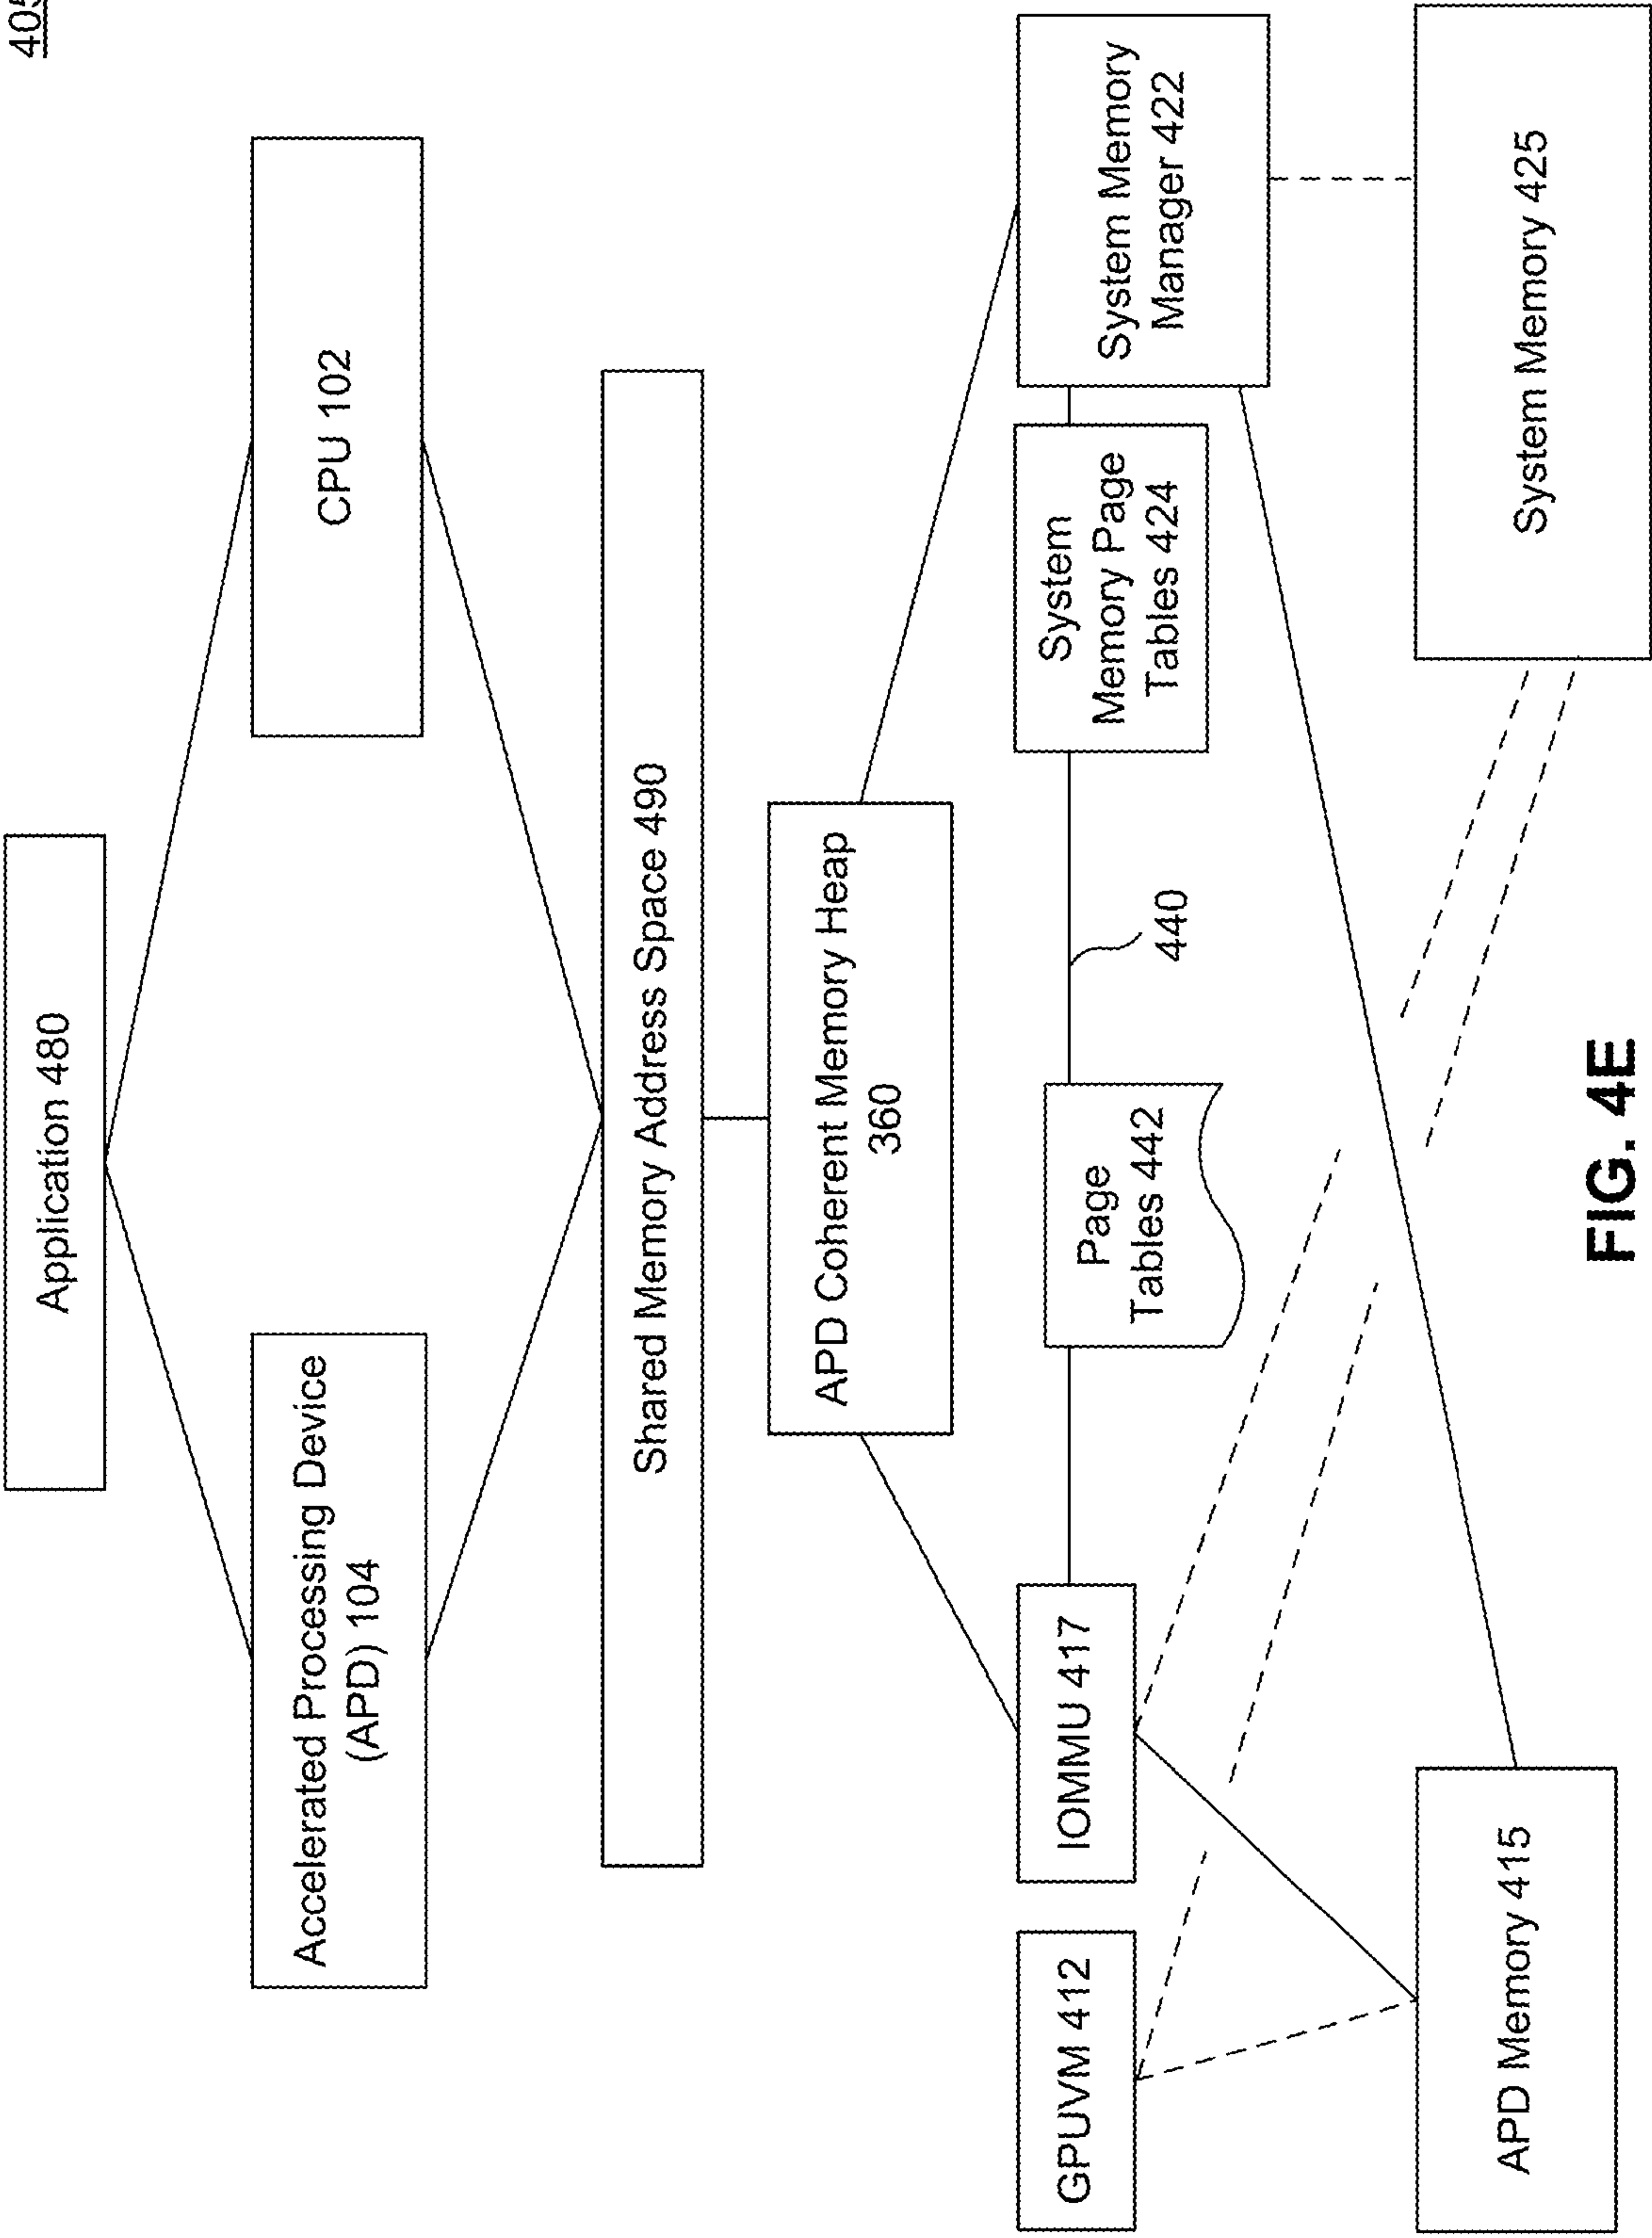 405
Application 480
Accelerated Processing Device
(APD) 104
CPU 102
Shared Memory Address Space 490
APD Coherent Memory Heap
360
GPUVM 412
IOMMU 417
Page
Tables 442
440
System
Memory Page
Tables 424
System Memory
Manager 422
APD Memory 415
System Memory 425
FIG. 4E